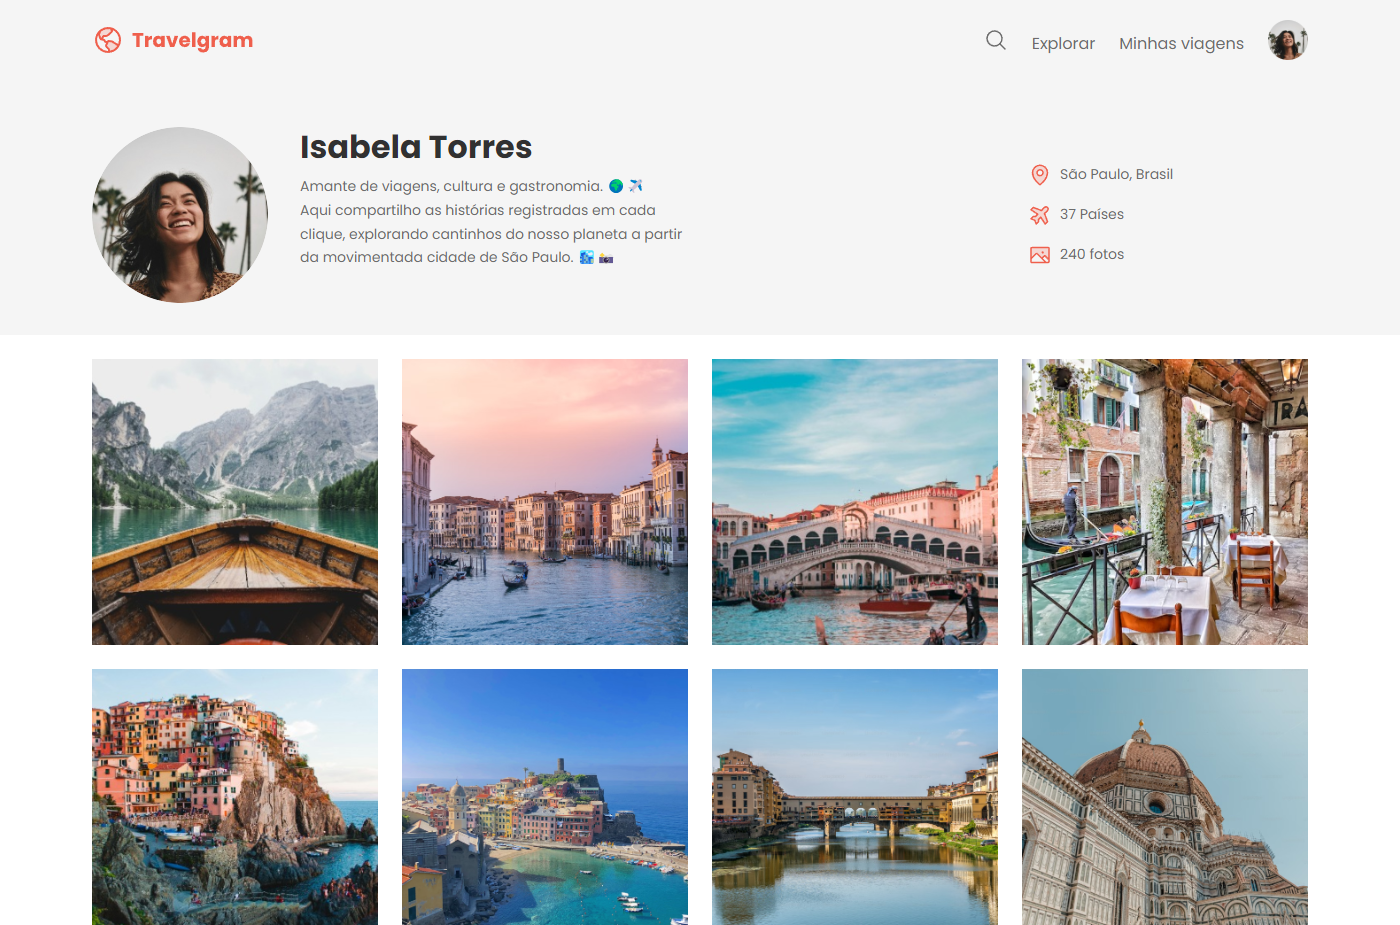 Travelgram
Explorar
Minhas viagens
Isabela Torres
Amante de viagens, cultura e gastronomia. 🌍 ✈️
Aqui compartilho as histórias registradas em cada
clique, explorando cantinhos do nosso planeta a partir
da movimentada cidade de São Paulo. 🏞️ 📸
São Paulo, Brasil
37 Países
240 fotos
TRA